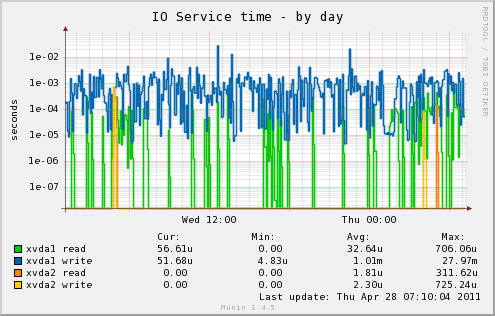 IO Service time - by day
RRDTOOL / TOBI OETIKER
seconds
1e-02
1e-03
1e-04
1e-05
1e-06
1e-07
Wed 12:00 Thu 00:00
Cur: Min: Avg: Max:
xvda1 read 56.61u 0.00 32.64u 706.06u
xvda1 write 51.68u 4.83u 1.01m 27.97m
xvda2 read 0.00 0.00 1.81u 311.62u
xvda2 write 0.00 0.00 2.30u 725.24u
Last update: Thu Apr 28 07:10:04 2011
Munin 1.4.5